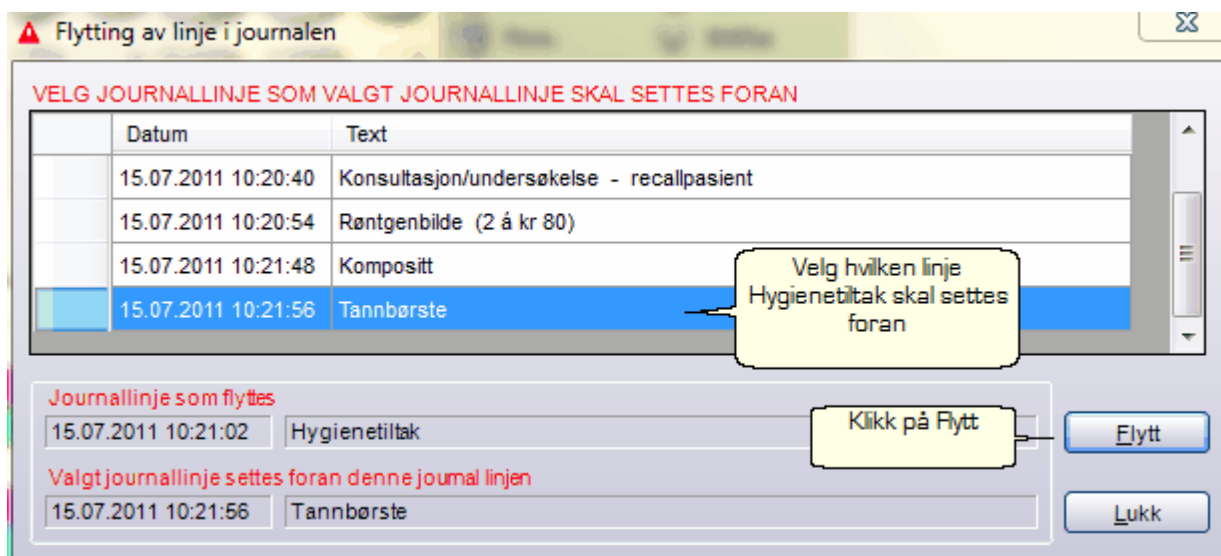 Flytting av linje i journalen
VELG JOURNALLINJE SOM VALGT JOURNALLINJE SKAL SETTES FORAN
Datum Text
15.07.2011 10:20:40 Konsultasjon/undersøkelse - recallpasient
15.07.2011 10:20:54 Røntgenbilde (2 á kr 80)
15.07.2011 10:21:48 Kompositt
15.07.2011 10:21:56 Tannbørste
Velg hvilken linje
Hygienetiltak skal settes
foran
Journallinje som flyttes
15.07.2011 10:21:02 Hygienetiltak
Klikk på Flytt
Flytt
Valgt journallinje settes foran denne journal linjen
15.07.2011 10:21:56 Tannbørste
Lukk